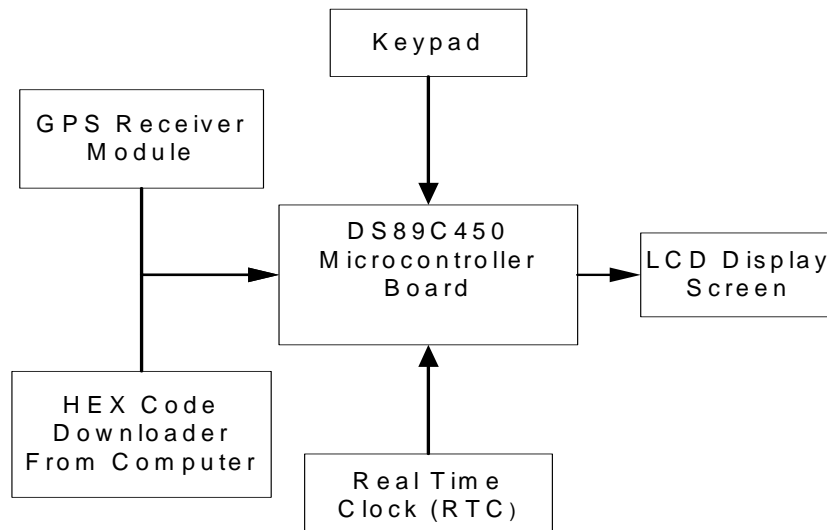 Keypad
GPS Receiver
Module
DS89C450
Microcontroller
Board
LCD Display
Screen
HEX Code
Downloader
From Computer
Real Time
Clock (RTC)